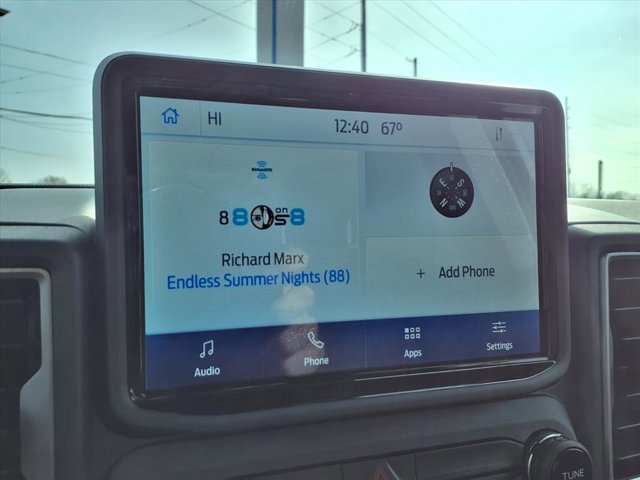 HI 12:40 67°
SiriusXM
8 80s on 8
Richard Marx
Endless Summer Nights (88)
E S N W
+ Add Phone
Audio Phone Apps Settings
TUNE